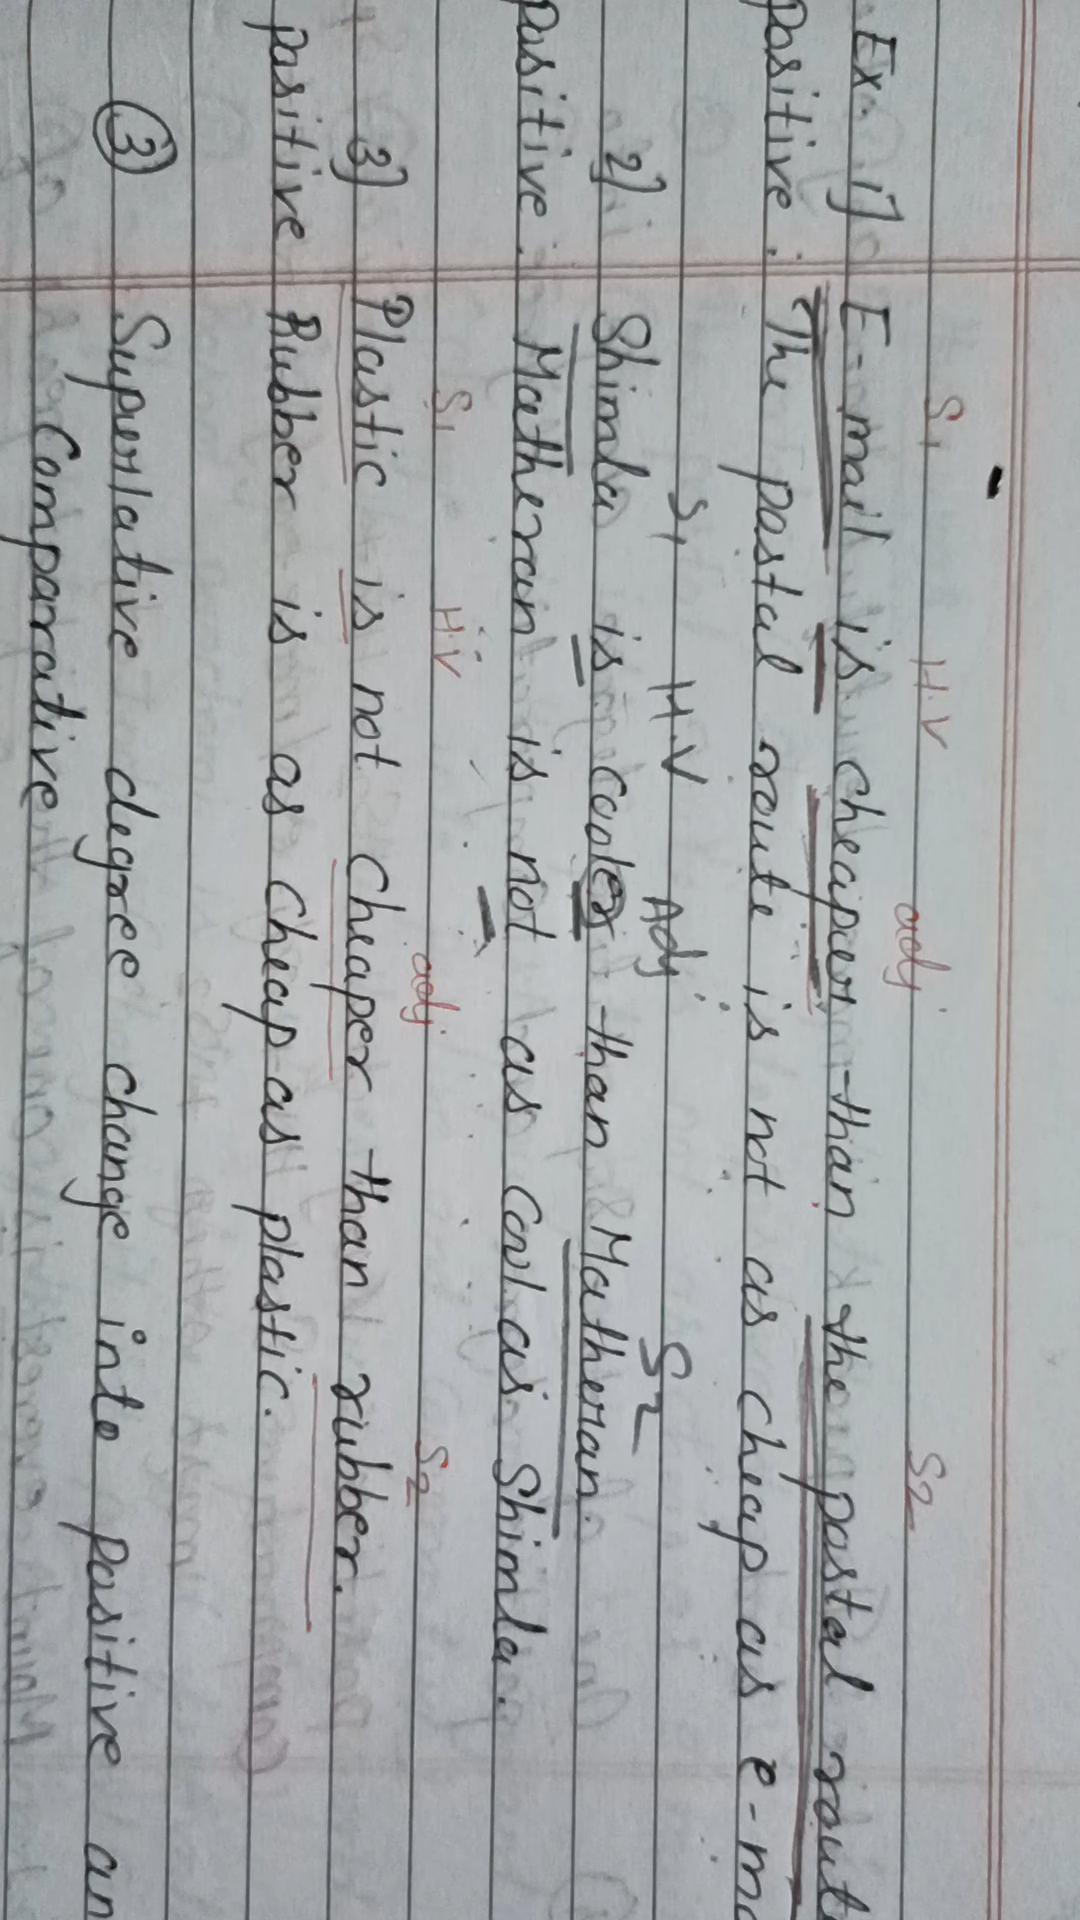 S1 H.V adj S2
Ex. 1] E-mail is cheaper than the postal rout
positive : The postal route is not as cheap as e-ma
S1 H.V Adj S2
2] Shimla is cooler than Matheran.
positive. Matheran is not as cool as Shimla.
S1 H.V adj S2
3] Plastic is not cheaper than rubber.
positive Rubber is as cheap as plastic.
3) Superlative degree change into positive an
Comparative